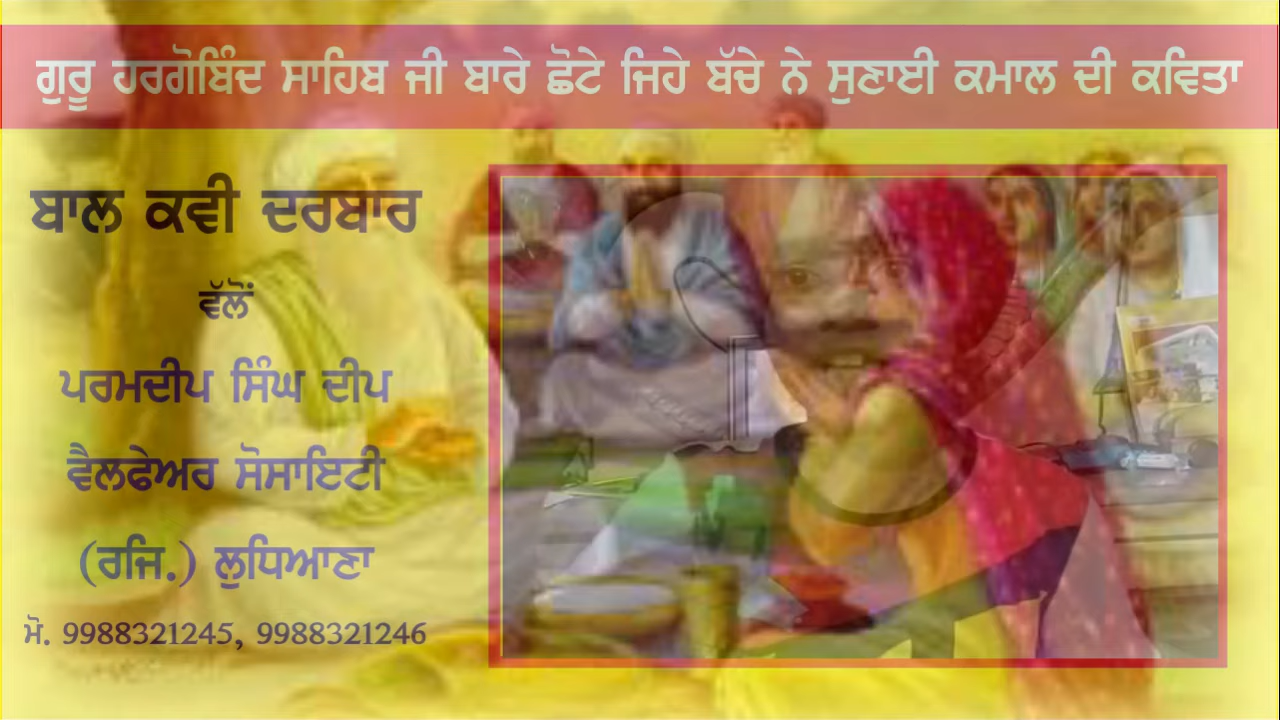 ਗੁਰੂ ਹਰਗੋਬਿੰਦ ਸਾਹਿਬ ਜੀ ਬਾਰੇ ਛੋਟੇ ਜਿਹੇ ਬੱਚੇ ਨੇ ਸੁਣਾਈ ਕਮਾਲ ਦੀ ਕਵਿਤਾ
ਬਾਲ ਕਵੀ ਦਰਬਾਰ
ਵੱਲੋਂ
ਪਰਮਦੀਪ ਸਿੰਘ ਦੀਪ
ਵੈਲਫੇਅਰ ਸੋਸਾਇਟੀ
(ਰਜਿ.) ਲੁਧਿਆਣਾ
ਮੋ. 9988321245, 9988321246